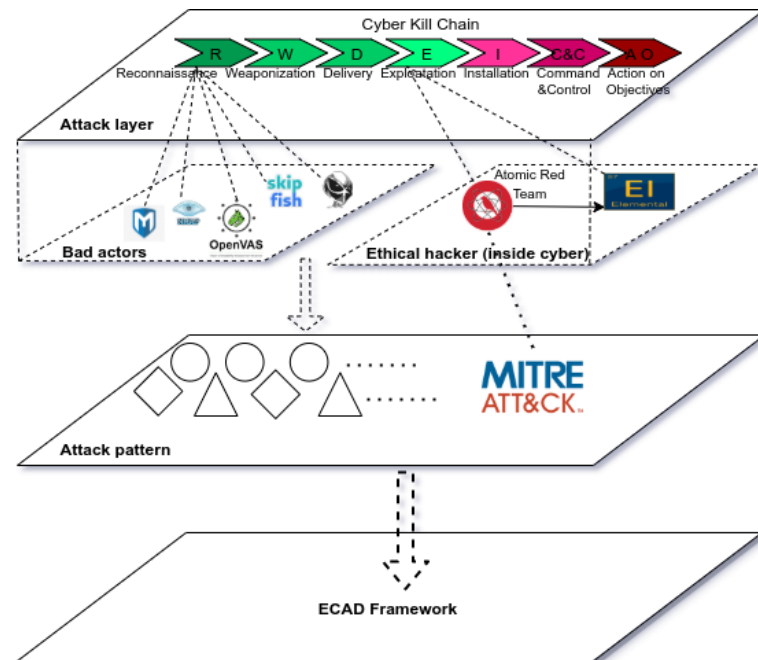 Cyber Kill Chain
R W D E I C&C A O
Reconnaissance Weaponization Delivery Exploatation Installation Command Action on
&Control Objectives
Attack layer
skip
fish
Atomic Red
Team
EI
Elemental
OpenVAS
Bad actors
Ethical hacker (inside cyber)
MITRE
ATT&CK
Attack pattern
ECAD Framework